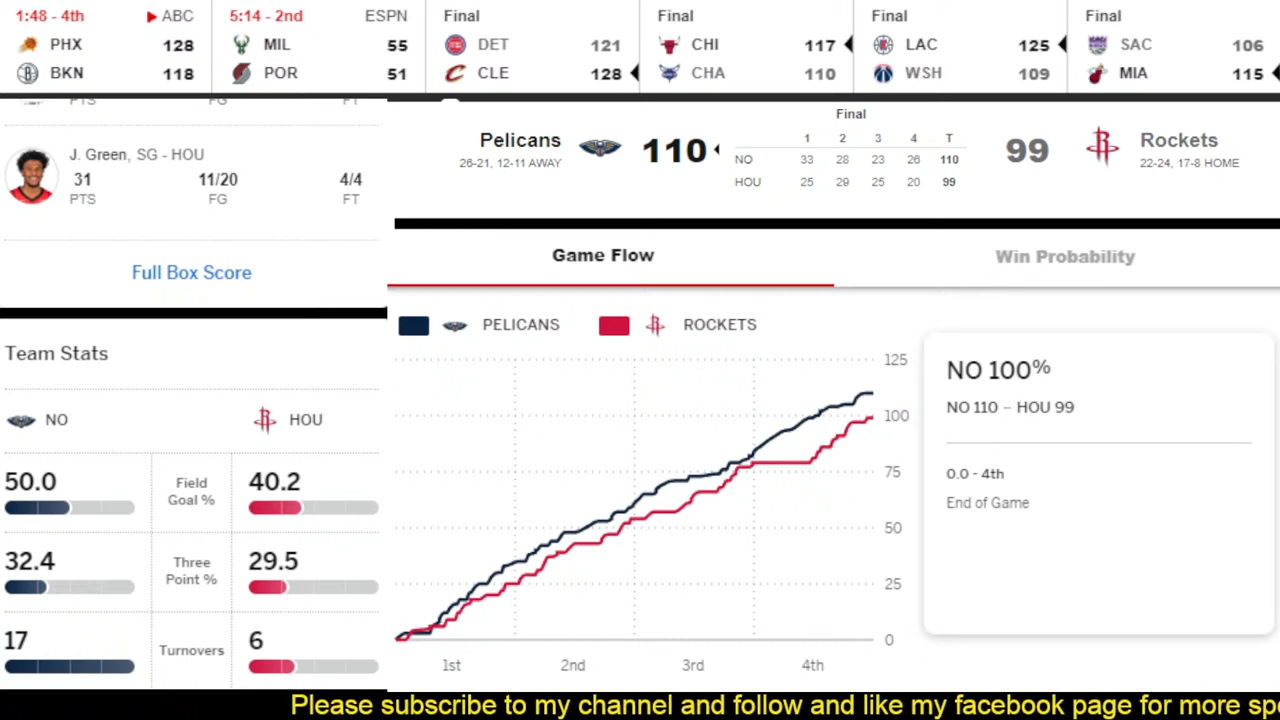 1:48 - 4th ABC
PHX 128
BKN 118
5:14 - 2nd ESPN
MIL 55
POR 51
Final
DET 121
CLE 128
Final
CHI 117
CHA 110
Final
LAC 125
WSH 109
Final
SAC 106
MIA 115
PTS FG FT
J. Green, SG - HOU
31 11/20 4/4
PTS FG FT
Full Box Score
Final
Pelicans 110
26-21, 12-11 AWAY
1 2 3 4 T
NO 33 28 23 26 110
HOU 25 29 25 20 99
99 Rockets
22-24, 17-8 HOME
Game Flow Win Probability
PELICANS ROCKETS
125
100
75
50
25
0
1st 2nd 3rd 4th
NO 100%
NO 110 - HOU 99
0.0 - 4th
End of Game
Team Stats
NO HOU
50.0 Field Goal % 40.2
32.4 Three Point % 29.5
17 Turnovers 6
Please subscribe to my channel and follow and like my facebook page for more